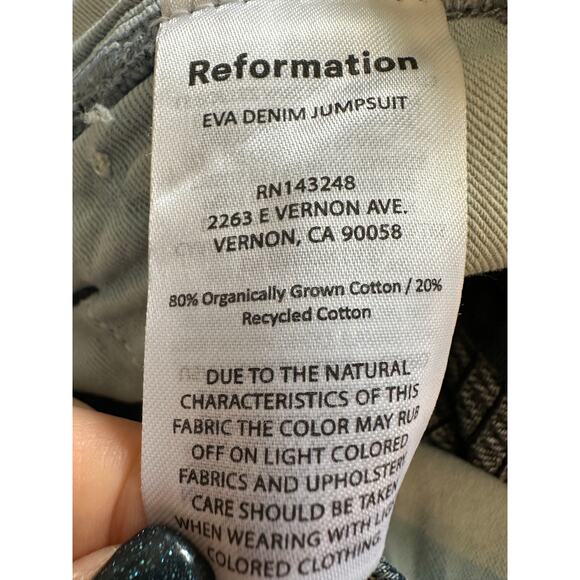 Reformation
EVA DENIM JUMPSUIT
RN143248
2263 E VERNON AVE.
VERNON, CA 90058
80% Organically Grown Cotton / 20%
Recycled Cotton
DUE TO THE NATURAL
CHARACTERISTICS OF THIS
FABRIC THE COLOR MAY RUB
OFF ON LIGHT COLORED
FABRICS AND UPHOLSTERY
CARE SHOULD BE TAKEN
WHEN WEARING WITH LIGHT
COLORED CLOTHING